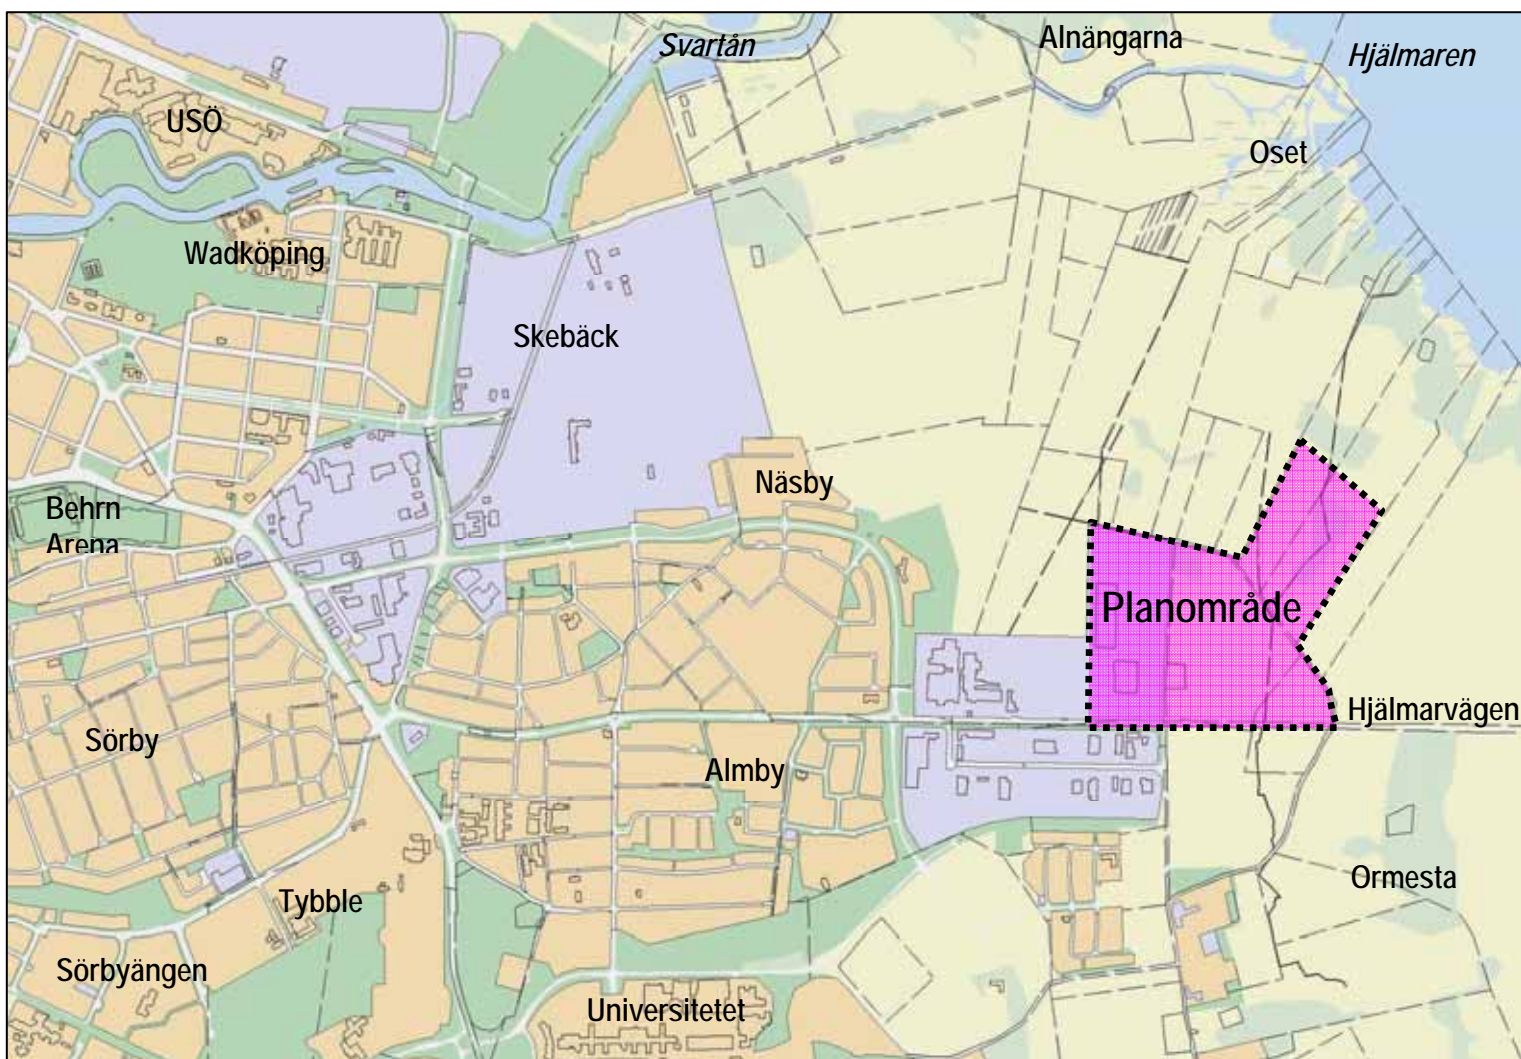 Svartån
Alnängarna
Hjälmaren
USÖ
Oset
Wadköping
Skebäck
Näsby
Behrn
Arena
Planområde
Hjälmarvägen
Sörby
Almby
Ormesta
Tybble
Sörbyängen
Universitetet